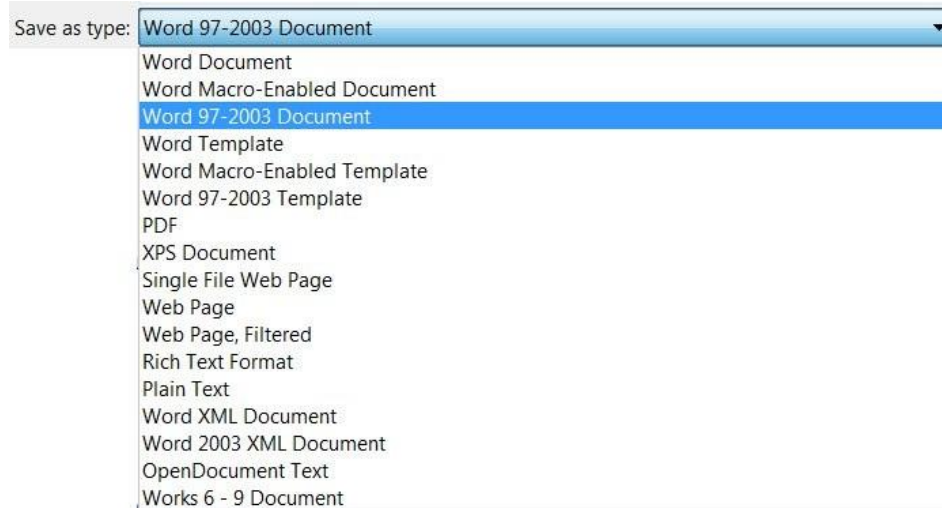 Save as type: Word 97-2003 Document
Word Document
Word Macro-Enabled Document
Word 97-2003 Document
Word Template
Word Macro-Enabled Template
Word 97-2003 Template
PDF
XPS Document
Single File Web Page
Web Page
Web Page, Filtered
Rich Text Format
Plain Text
Word XML Document
Word 2003 XML Document
OpenDocument Text
Works 6 - 9 Document